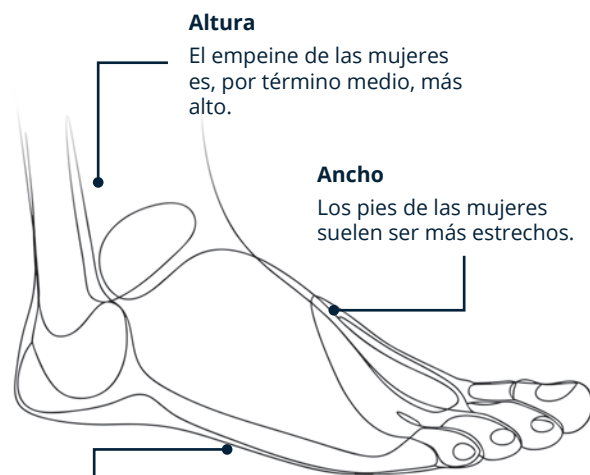 Altura
El empeine de las mujeres
es, por término medio, más
alto.
Ancho
Los pies de las mujeres
suelen ser más estrechos.